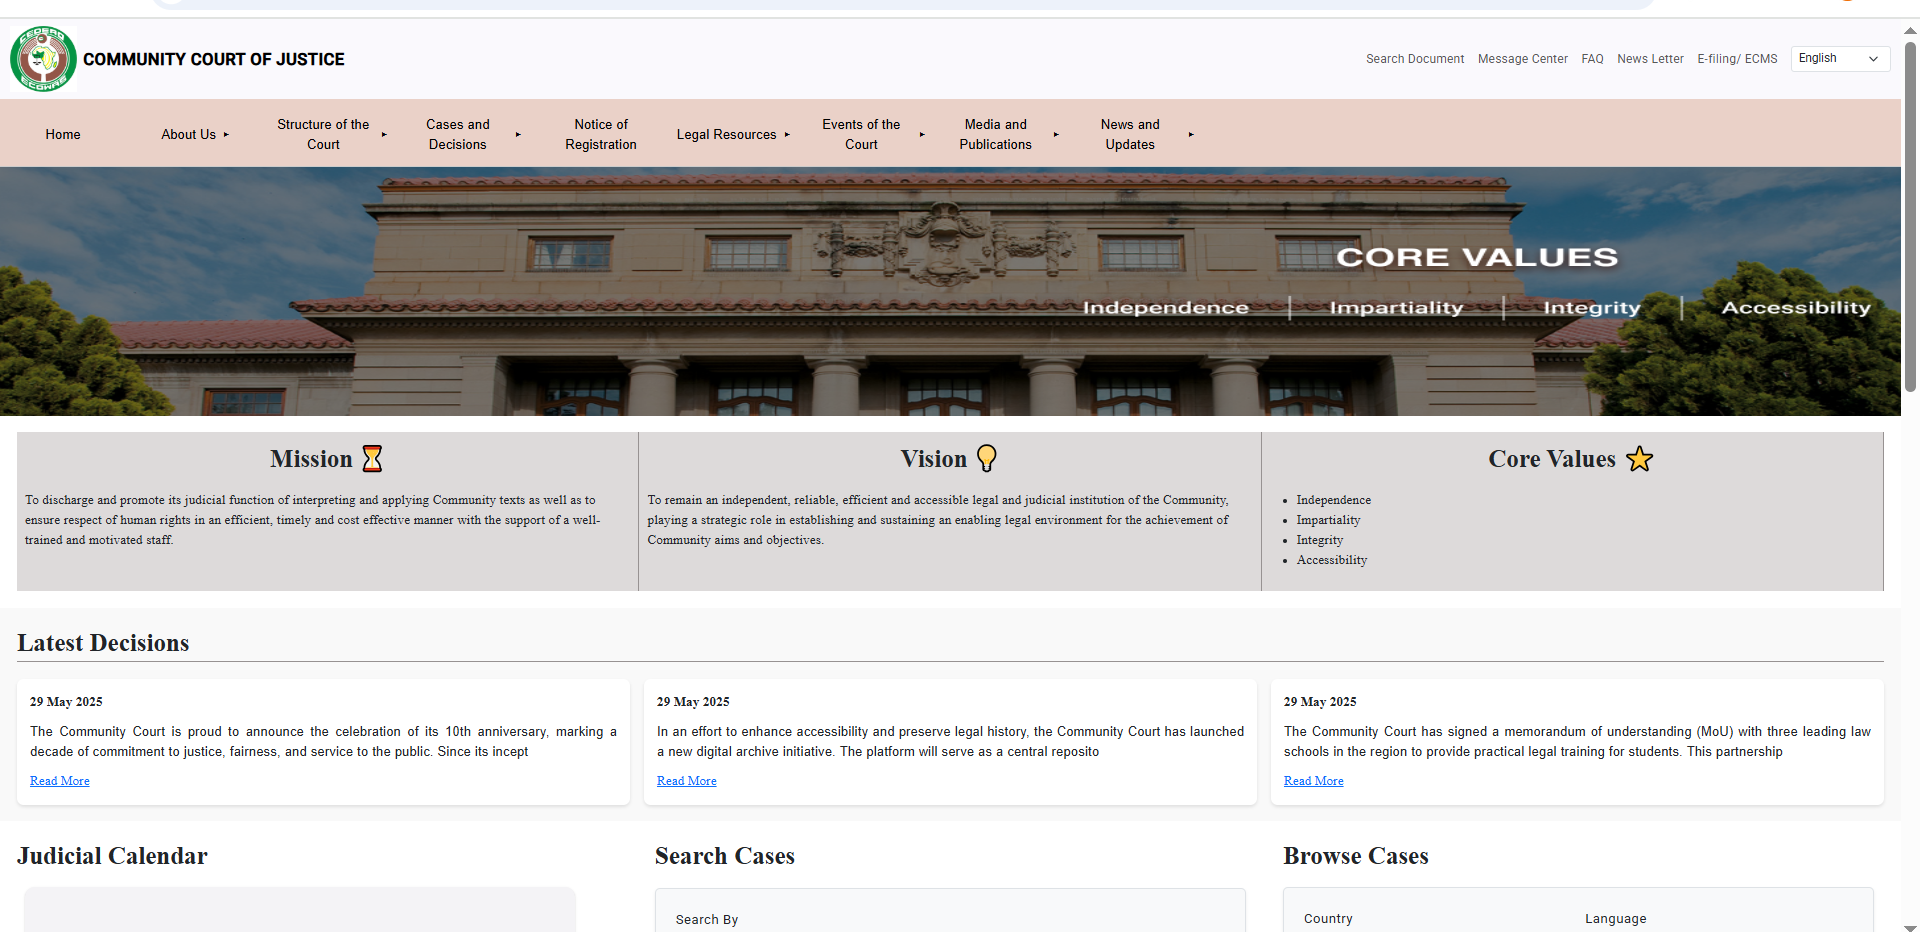 CEDEAO
ECOWAS
COMMUNITY COURT OF JUSTICE
Search Document Message Center FAQ News Letter E-filing/ ECMS English
Home
About Us
Structure of the
Court
Cases and
Decisions
Notice of
Registration
Legal Resources
Events of the
Court
Media and
Publications
News and
Updates
CORE VALUES
Independence | Impartiality | Integrity | Accessibility
Mission
To discharge and promote its judicial function of interpreting and applying Community texts as well as to
ensure respect of human rights in an efficient, timely and cost effective manner with the support of a well-
trained and motivated staff.
Vision
To remain an independent, reliable, efficient and accessible legal and judicial institution of the Community,
playing a strategic role in establishing and sustaining an enabling legal environment for the achievement of
Community aims and objectives.
Core Values
• Independence
• Impartiality
• Integrity
• Accessibility
Latest Decisions
29 May 2025
The Community Court is proud to announce the celebration of its 10th anniversary, marking a
decade of commitment to justice, fairness, and service to the public. Since its incept
Read More
29 May 2025
In an effort to enhance accessibility and preserve legal history, the Community Court has launched
a new digital archive initiative. The platform will serve as a central reposito
Read More
29 May 2025
The Community Court has signed a memorandum of understanding (MoU) with three leading law
schools in the region to provide practical legal training for students. This partnership
Read More
Judicial Calendar
Search Cases
Search By
Browse Cases
Country Language